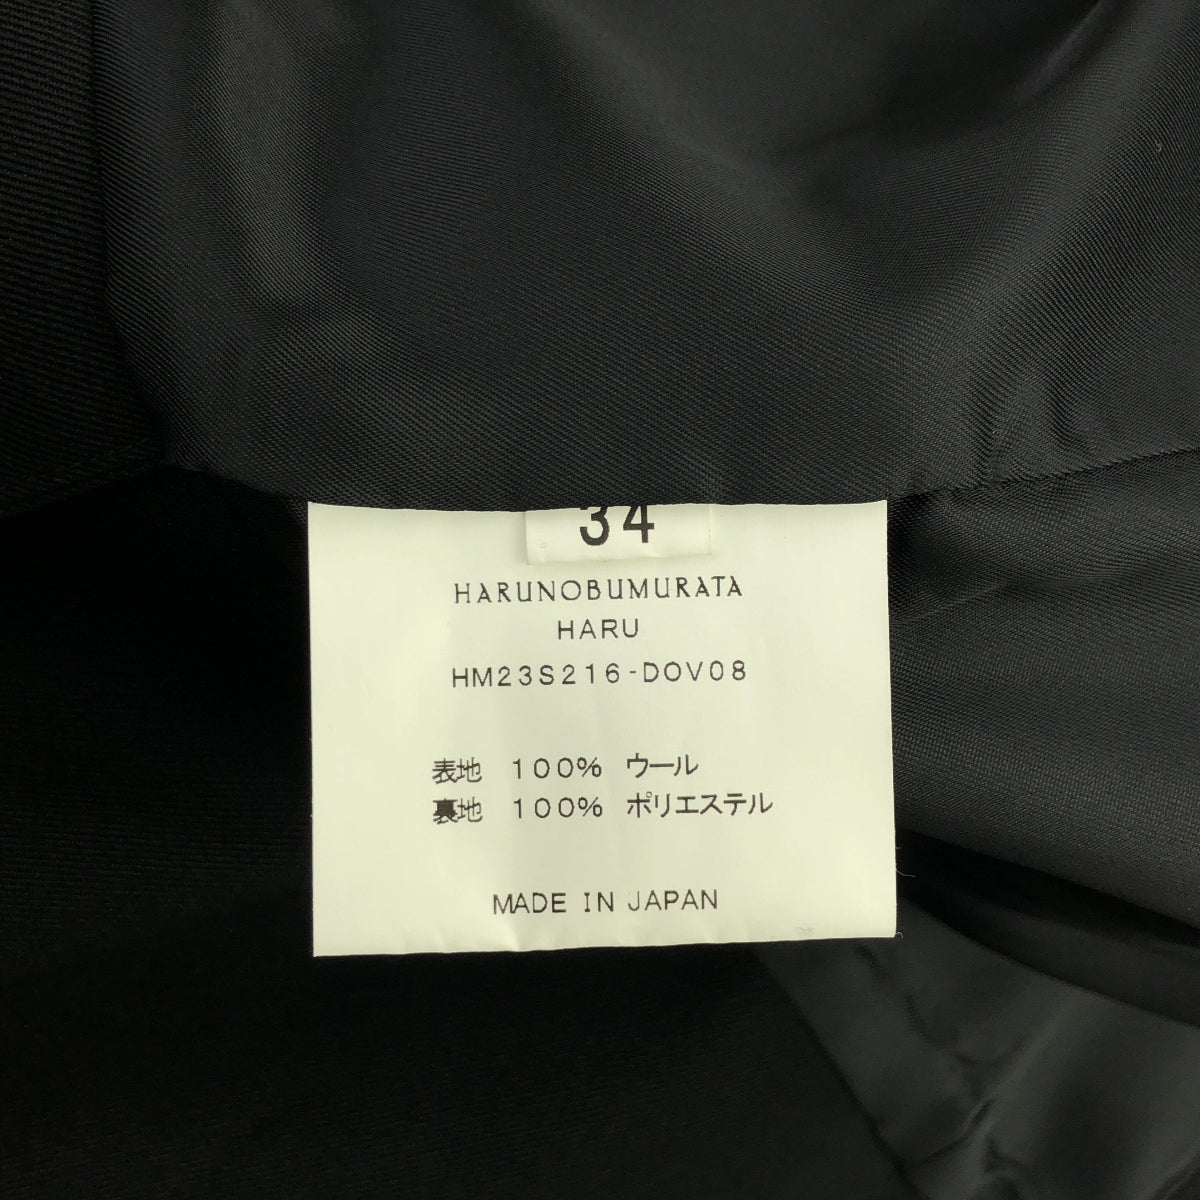 34
HARUNOBUMURATA
HARU
HM23S216-DOV08
表地 100% ウール
裏地 100% ポリエステル
MADE IN JAPAN